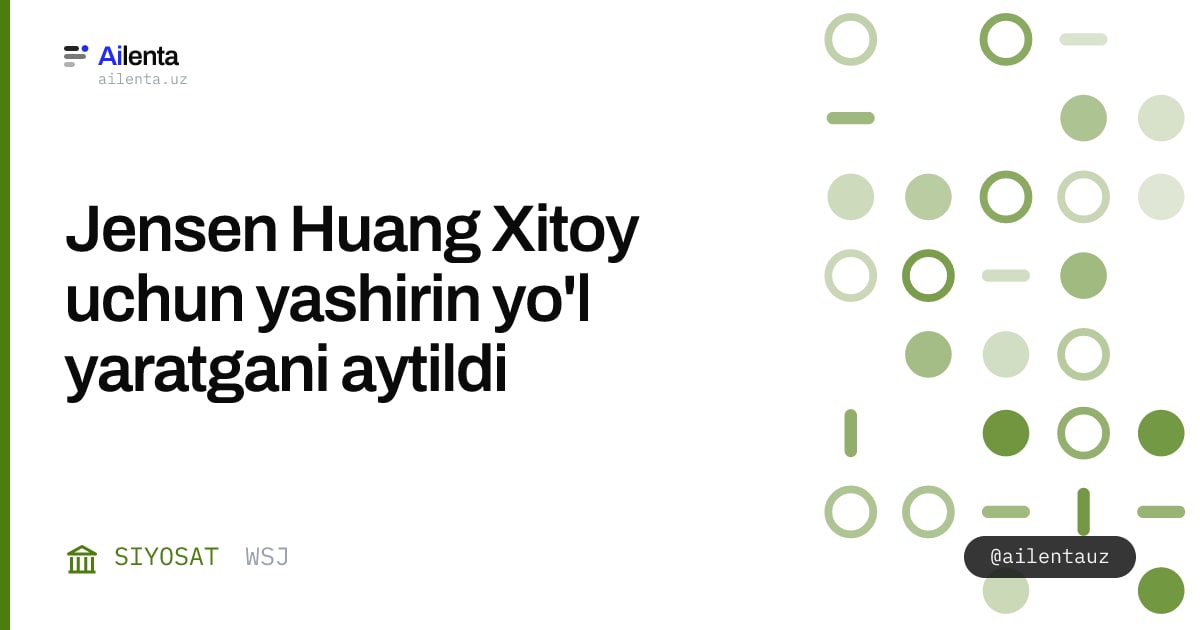 Ailenta
ailenta.uz
Jensen Huang Xitoy
uchun yashirin yo'l
yaratgani aytildi
SIYOSAT WSJ
@ailentauz